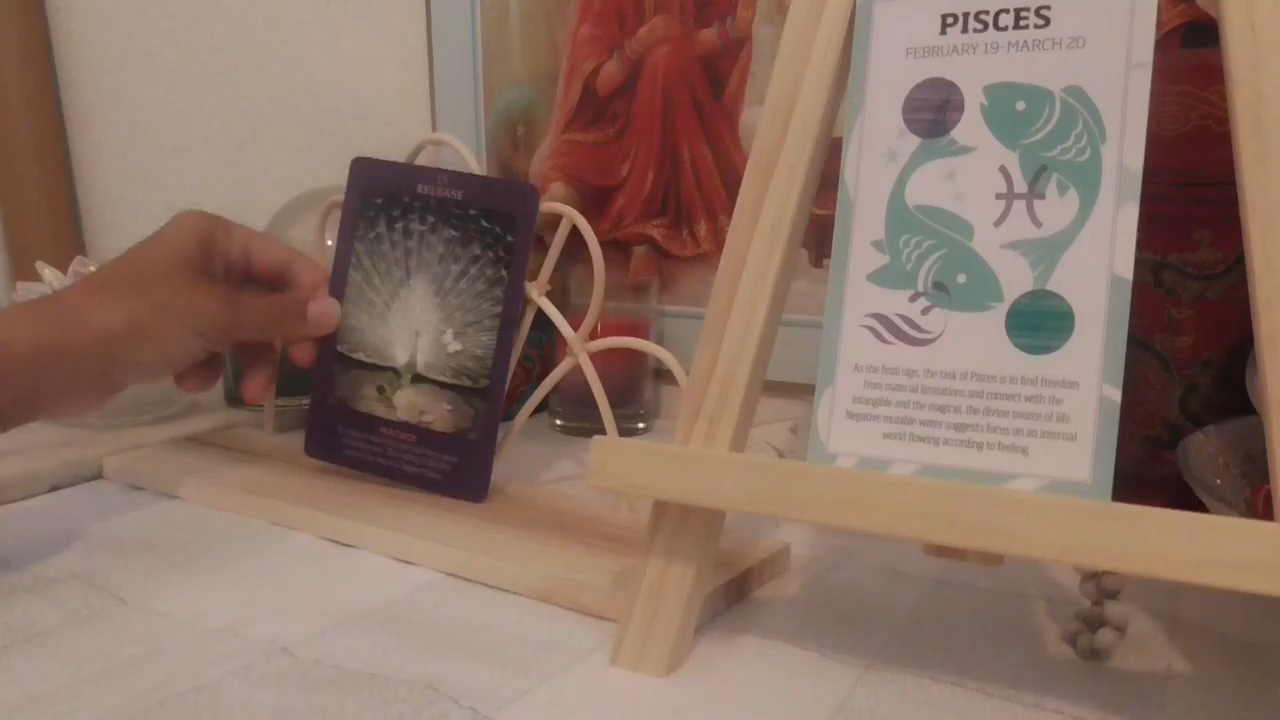 RELEASE
PEACOCK
PISCES
FEBRUARY 19-MARCH 20
As the final sign, the task of Pisces is to find freedom
from material limitations and connect with the
intangible and the magical, the divine source of life.
Negative mutable water suggests focus on an internal
world flowing according to feeling.